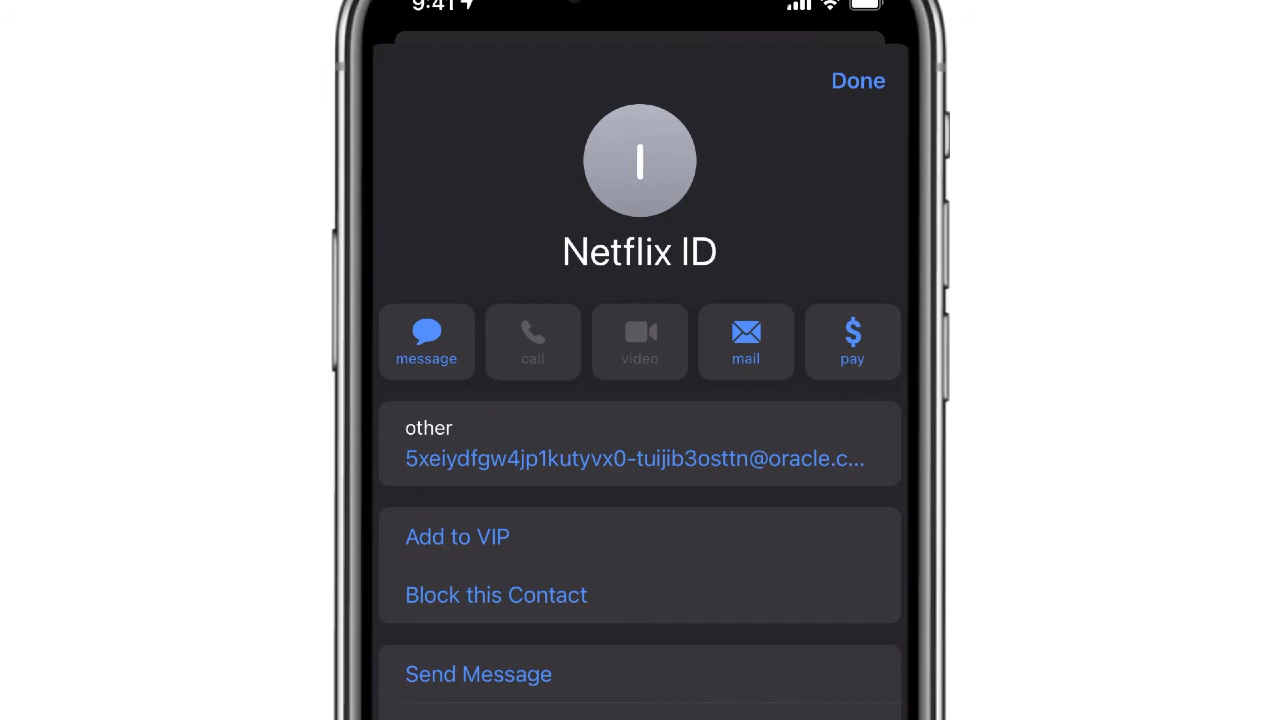 9:41
Done
I
Netflix ID
message
call
video
mail
pay
other
5xeiydfgw4jp1kutyvx0-tuijib3osttn@oracle.c...
Add to VIP
Block this Contact
Send Message